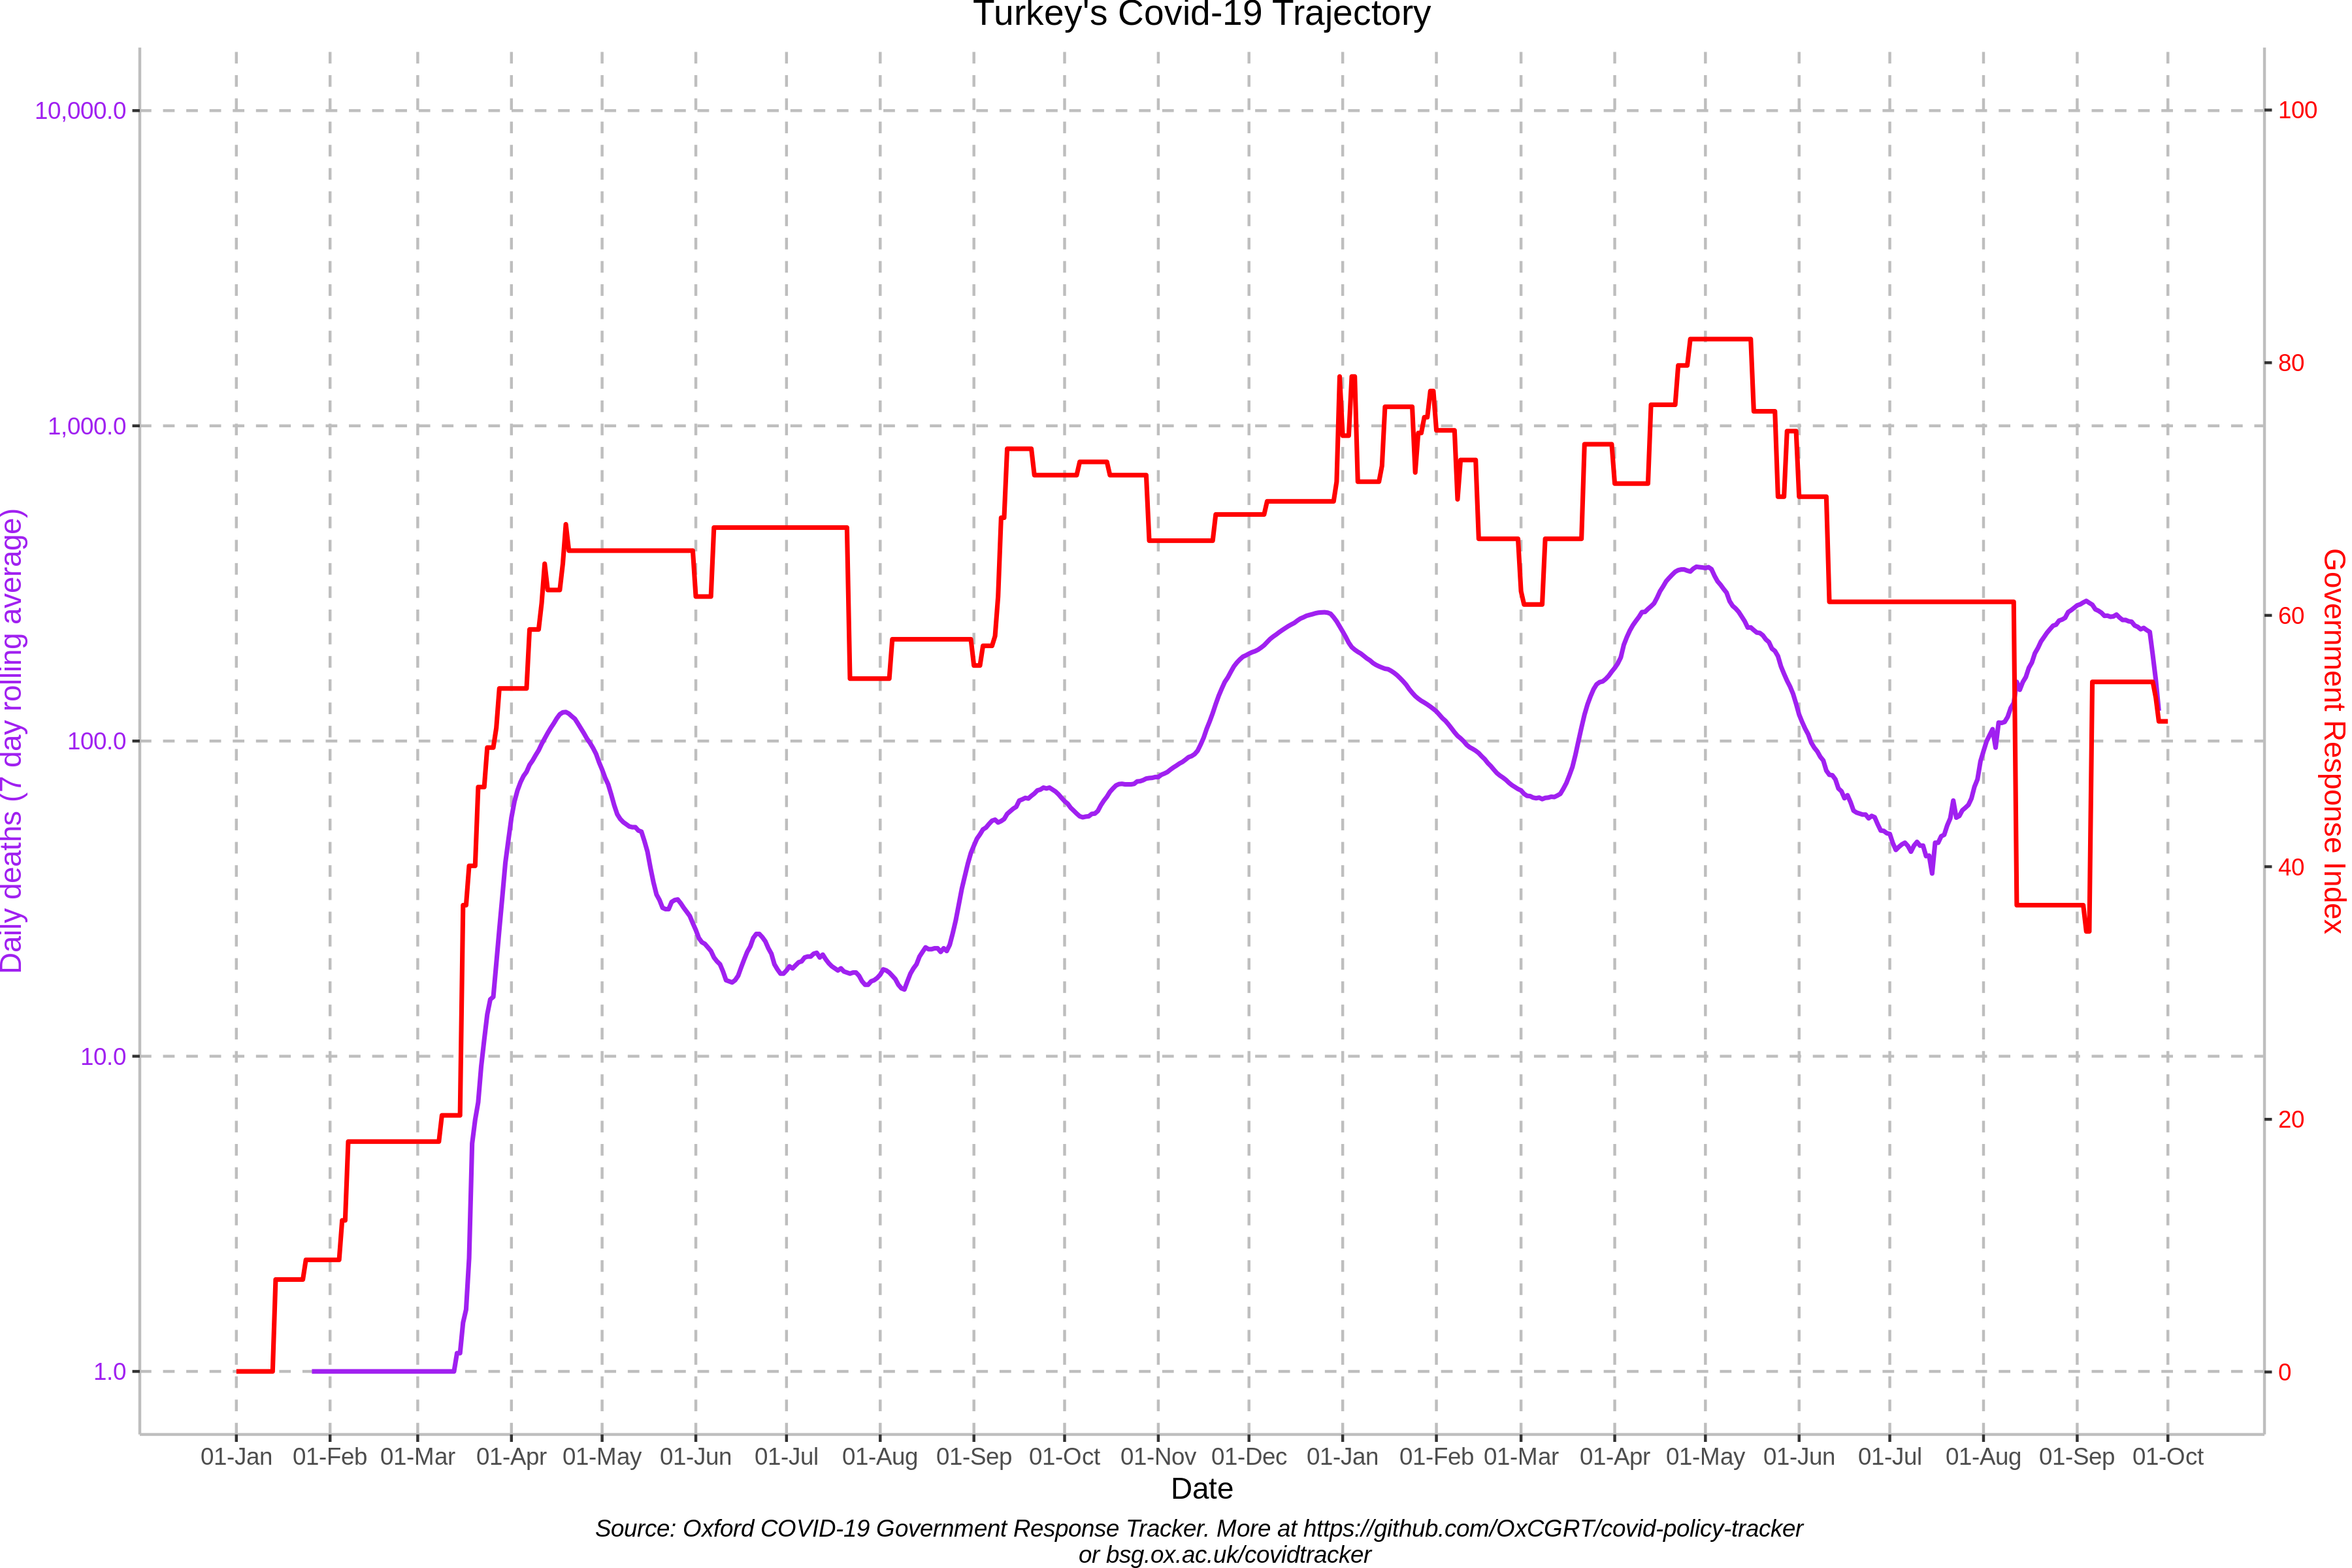 Turkey's Covid-19 Trajectory
10,000.0
1,000.0
100.0
10.0
1.0
Daily deaths (7 day rolling average)
100
80
60
40
20
0
Government Response Index
01-Jan 01-Feb 01-Mar 01-Apr 01-May 01-Jun 01-Jul 01-Aug 01-Sep 01-Oct 01-Nov 01-Dec 01-Jan 01-Feb 01-Mar 01-Apr 01-May 01-Jun 01-Jul 01-Aug 01-Sep 01-Oct
Date
Source: Oxford COVID-19 Government Response Tracker. More at https://github.com/OxCGRT/covid-policy-tracker
or bsg.ox.ac.uk/covidtracker